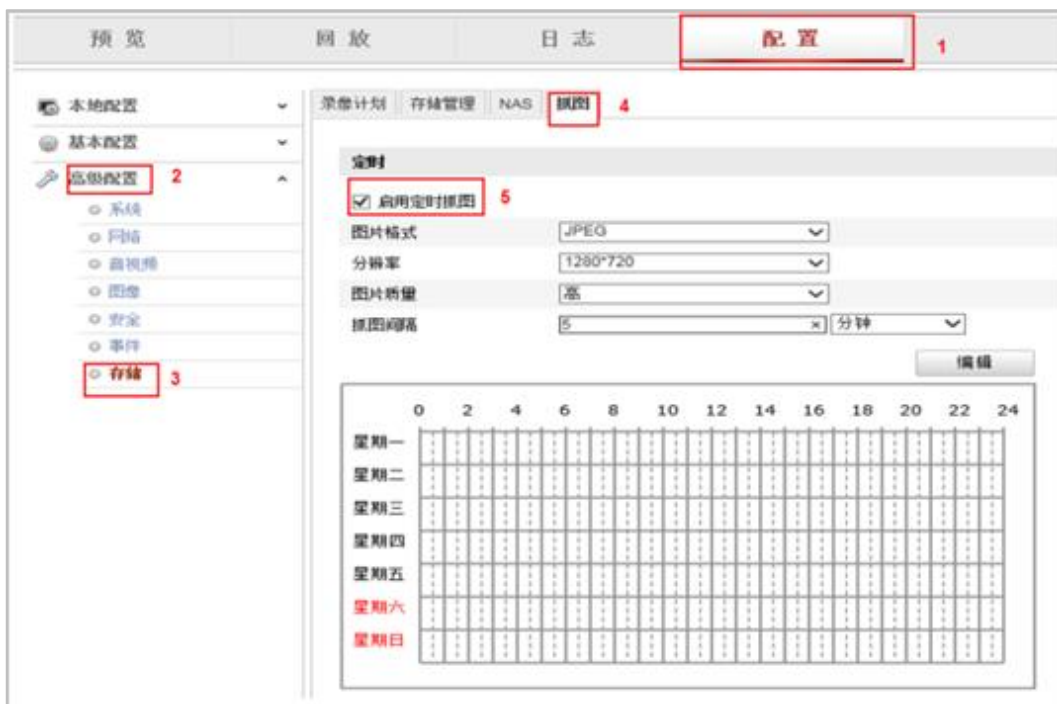 预 览 回 放 日 志 配 置 1
本地配置
基本配置
高级配置 2
系统
网络
音视频
图像
安全
事件
存储 3
录像计划 存储管理 NAS 抓图 4
定时
启用定时抓图 5
图片格式 JPEG
分辨率 1280*720
图片质量 高
抓图间隔 5 × 分钟
编辑
0 2 4 6 8 10 12 14 16 18 20 22 24
星期一
星期二
星期三
星期四
星期五
星期六
星期日